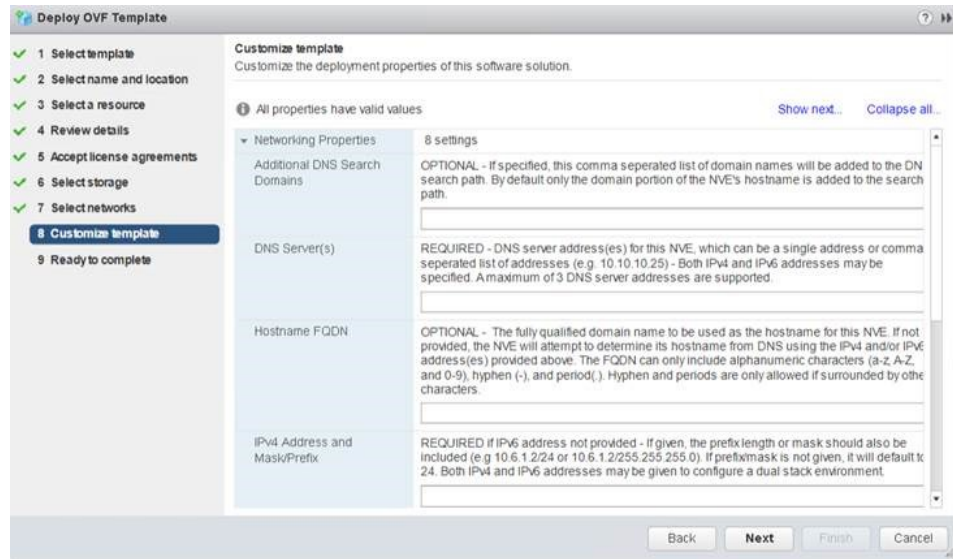 Deploy OVF Template
1 Select template
2 Select name and location
3 Select a resource
4 Review details
5 Accept license agreements
6 Select storage
7 Select networks
8 Customize template
9 Ready to complete
Customize template
Customize the deployment properties of this software solution.
All properties have valid values
Show next...
Collapse all...
Networking Properties
8 settings
Additional DNS Search
Domains
OPTIONAL - If specified, this comma seperated list of domain names will be added to the DN
search path. By default only the domain portion of the NVE's hostname is added to the search
path.
DNS Server(s)
REQUIRED - DNS server address(es) for this NVE, which can be a single address or comma
seperated list of addresses (e.g. 10.10.10.25) - Both IPv4 and IPv6 addresses may be
specified. A maximum of 3 DNS server addresses are supported.
Hostname FQDN
OPTIONAL - The fully qualified domain name to be used as the hostname for this NVE. If not
provided, the NVE will attempt to determine its hostname from DNS using the IPv4 and/or IPv6
address(es) provided above. The FQDN can only include alphanumeric characters (a-z, A-Z,
and 0-9), hyphen (-), and period(.). Hyphen and periods are only allowed if surrounded by othe
characters.
IPv4 Address and
Mask/Prefix
REQUIRED if IPv6 address not provided - If given, the prefix length or mask should also be
included (e.g 10.6.1.2/24 or 10.6.1.2/255.255.255.0). If prefix/mask is not given, it will default to
24. Both IPv4 and IPv6 addresses may be given to configure a dual stack environment.
Back
Next
Finish
Cancel